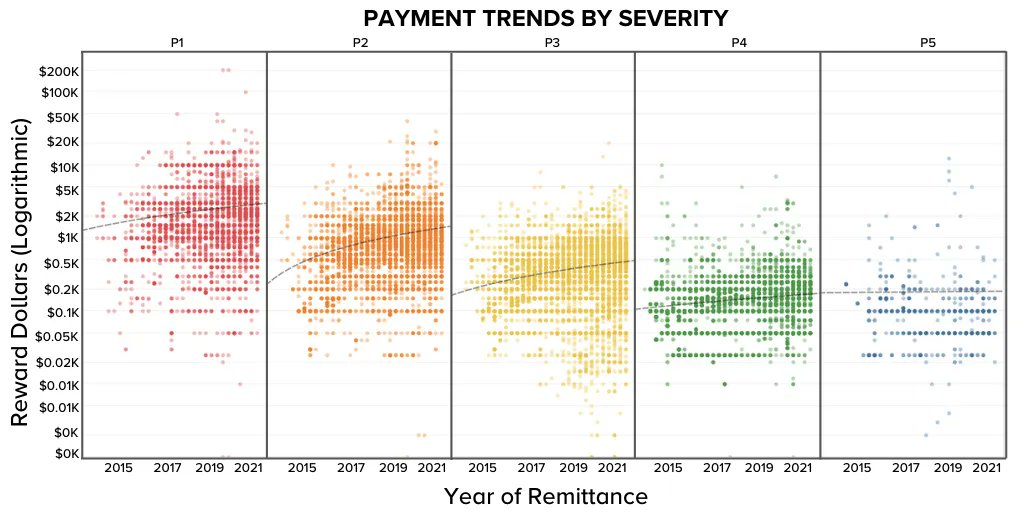 PAYMENT TRENDS BY SEVERITY
P1 P2 P3 P4 P5
Reward Dollars (Logarithmic)
$200K
$100K
$50K
$20K
$10K
$5K
$2K
$1K
$0.5K
$0.2K
$0.1K
$0.05K
$0.02K
$0.01K
$0.01K
$0K
$0K
2015 2017 2019 2021 2015 2017 2019 2021 2015 2017 2019 2021 2015 2017 2019 2021 2015 2017 2019 2021
Year of Remittance